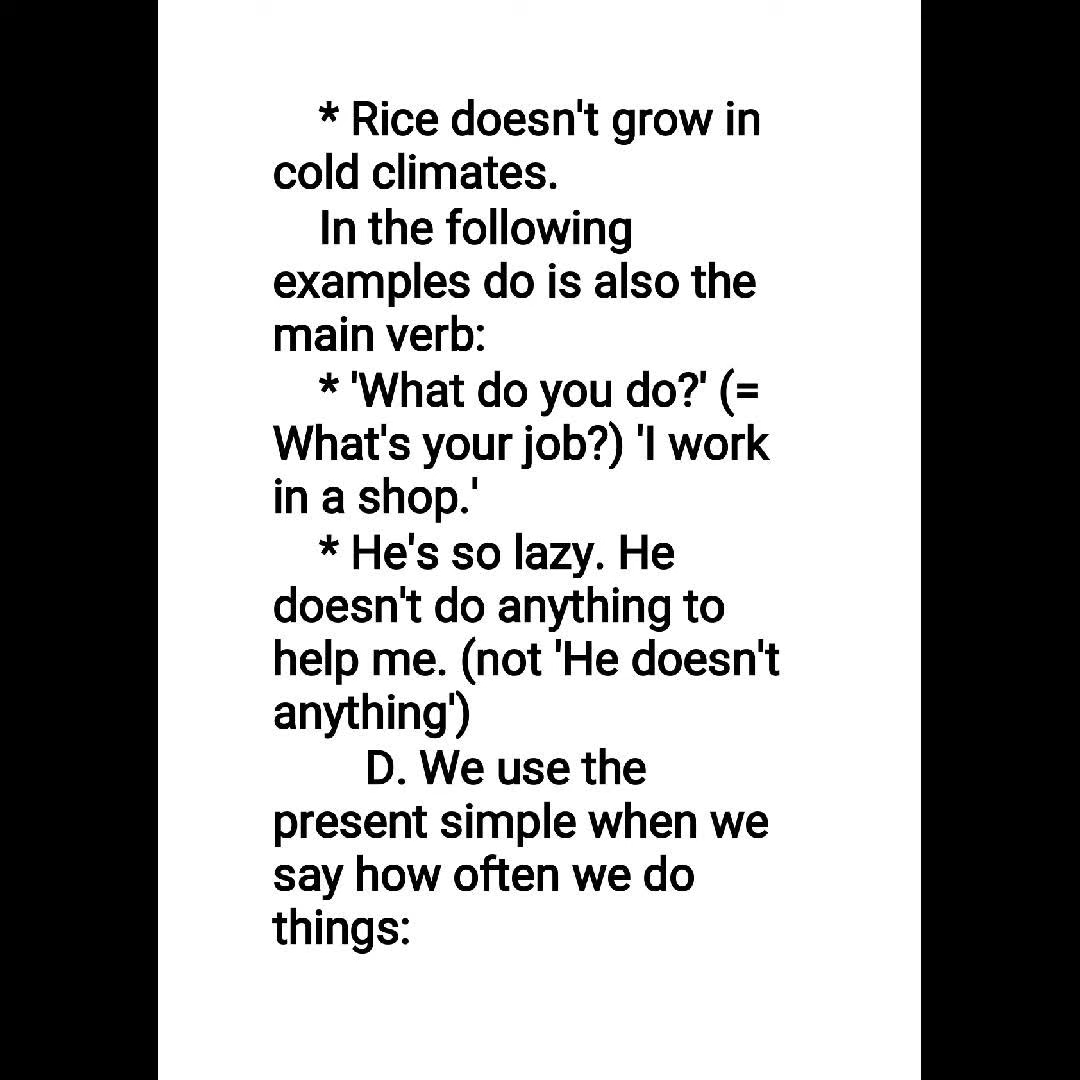 * Rice doesn't grow in
cold climates.
In the following
examples do is also the
main verb:
* 'What do you do?' (=
What's your job?) 'I work
in a shop.'
* He's so lazy. He
doesn't do anything to
help me. (not 'He doesn't
anything')
D. We use the
present simple when we
say how often we do
things: